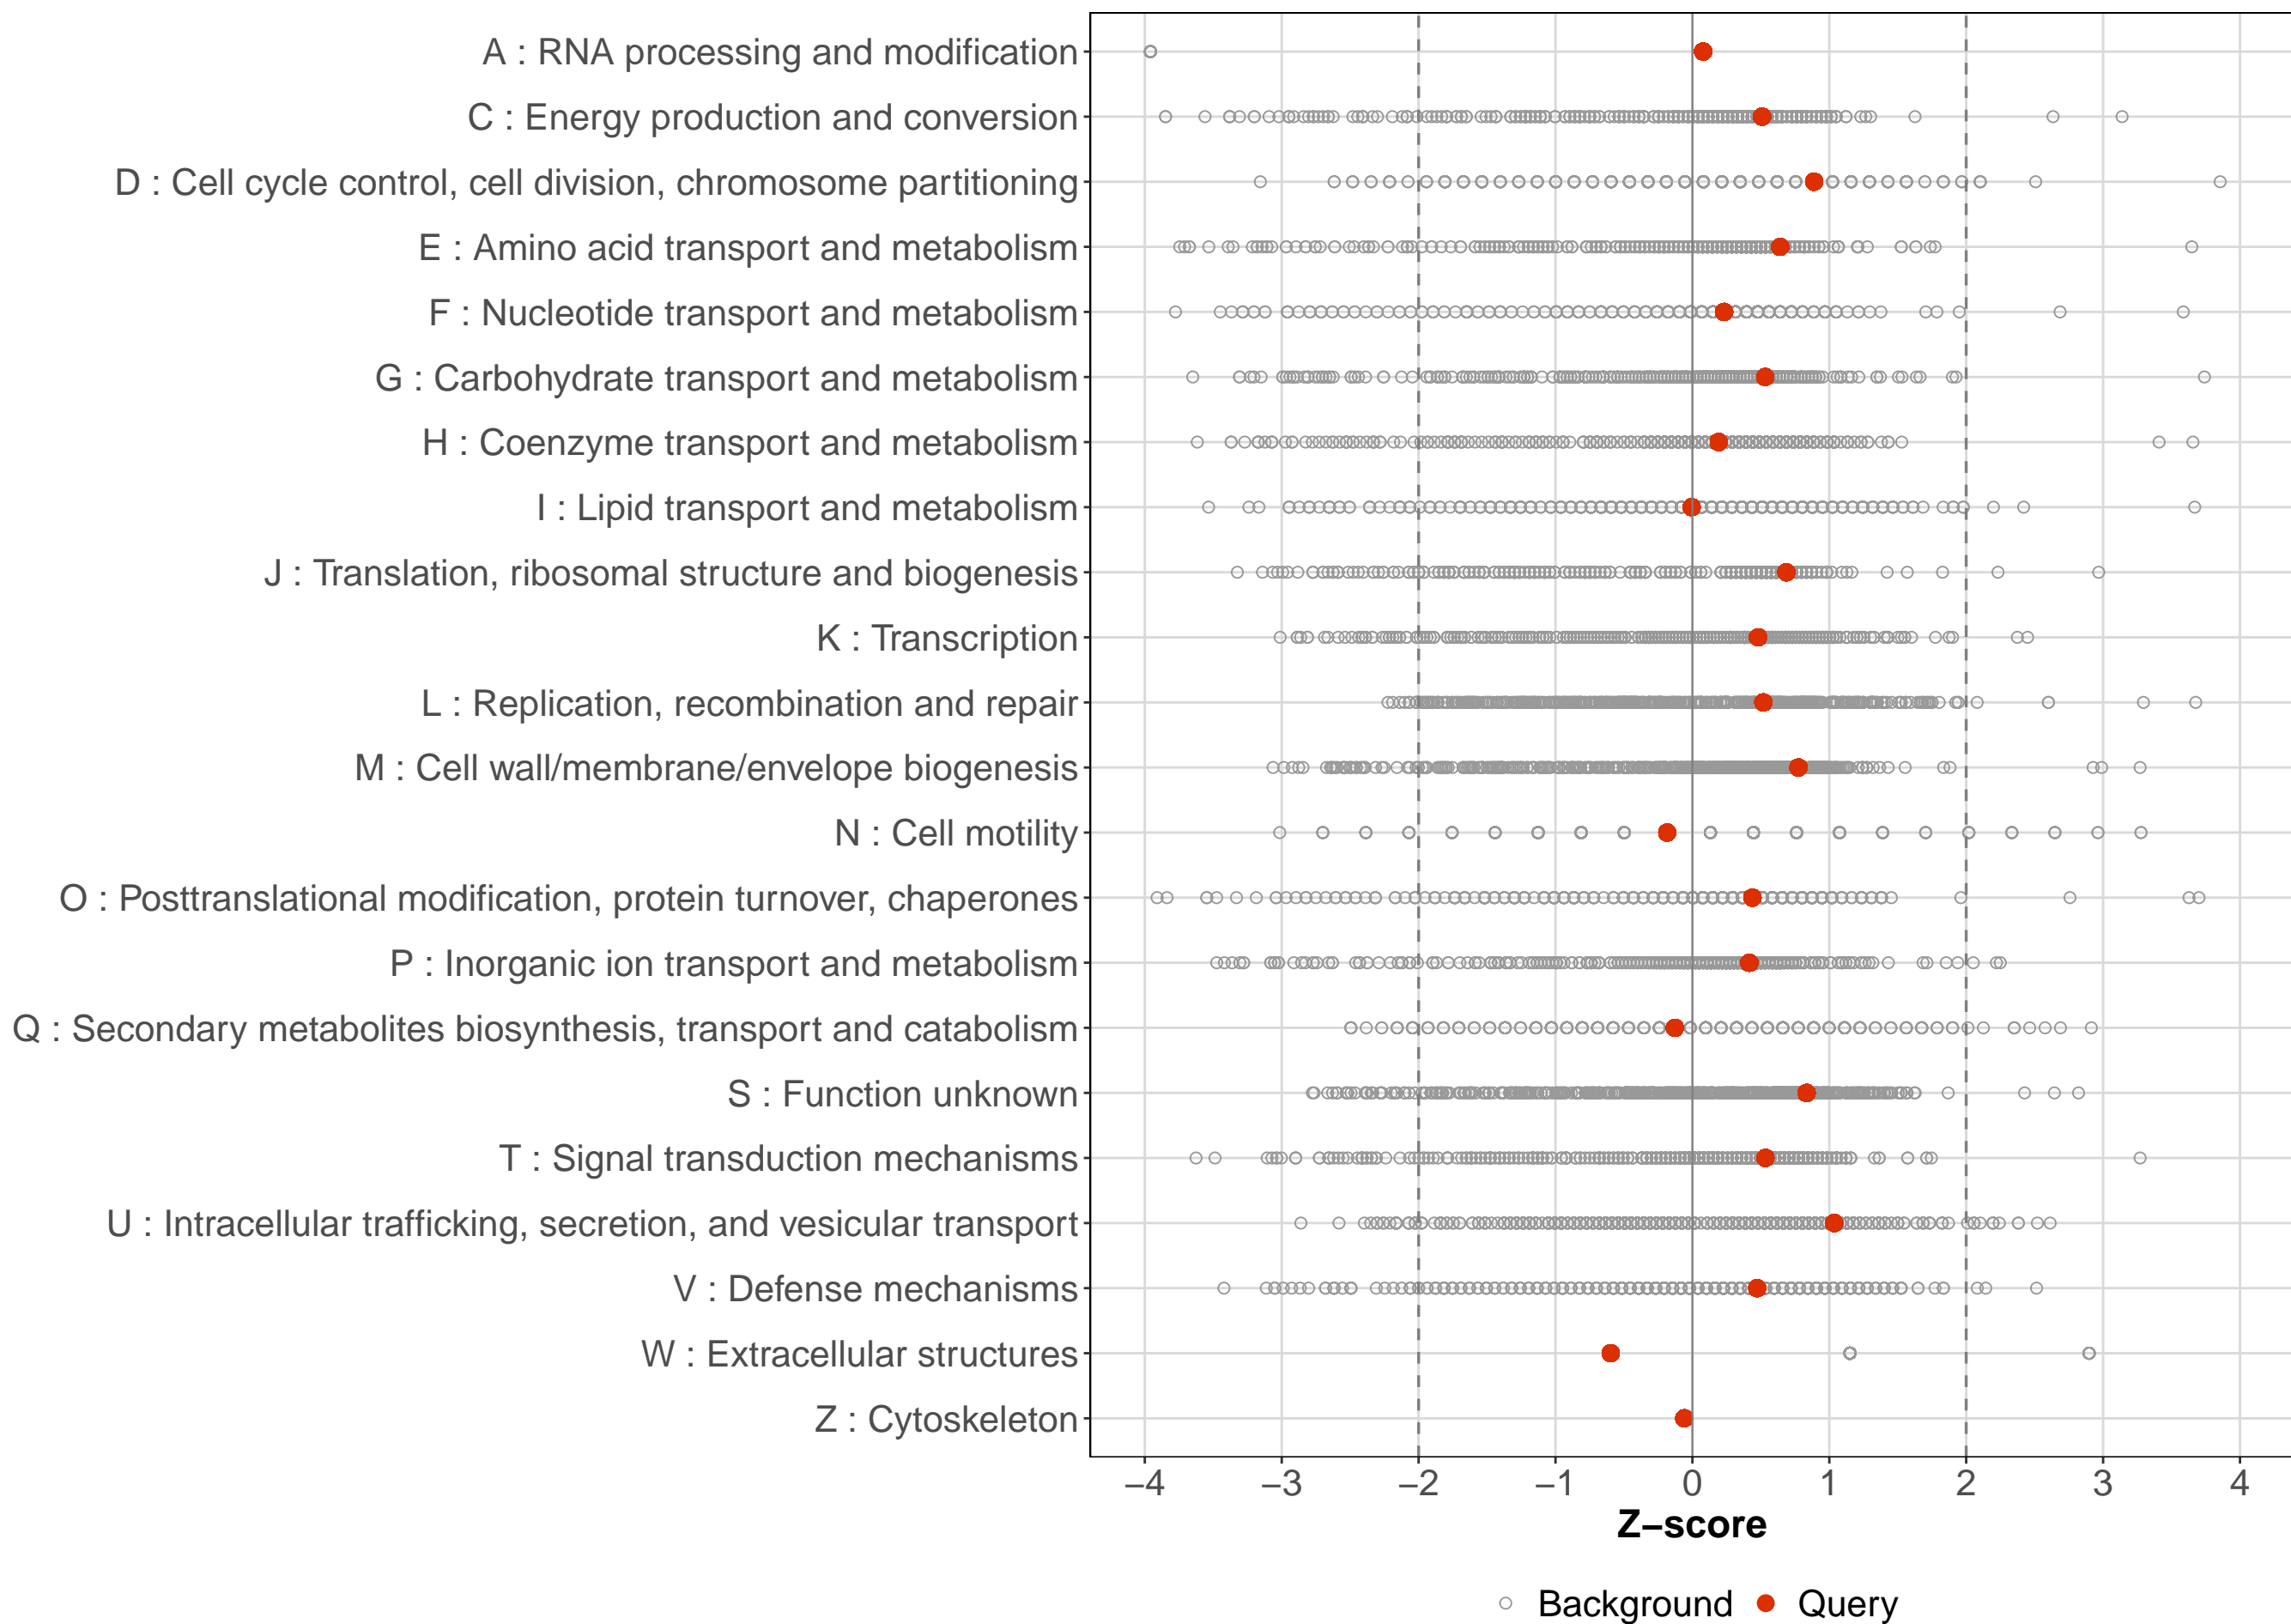 A : RNA processing and modification
C : Energy production and conversion
D : Cell cycle control, cell division, chromosome partitioning
E : Amino acid transport and metabolism
F : Nucleotide transport and metabolism
G : Carbohydrate transport and metabolism
H : Coenzyme transport and metabolism
I : Lipid transport and metabolism
J : Translation, ribosomal structure and biogenesis
K : Transcription
L : Replication, recombination and repair
M : Cell wall/membrane/envelope biogenesis
N : Cell motility
O : Posttranslational modification, protein turnover, chaperones
P : Inorganic ion transport and metabolism
Q : Secondary metabolites biosynthesis, transport and catabolism
S : Function unknown
T : Signal transduction mechanisms
U : Intracellular trafficking, secretion, and vesicular transport
V : Defense mechanisms
W : Extracellular structures
Z : Cytoskeleton
−4 −3 −2 −1 0 1 2 3 4
Z−score
Background Query